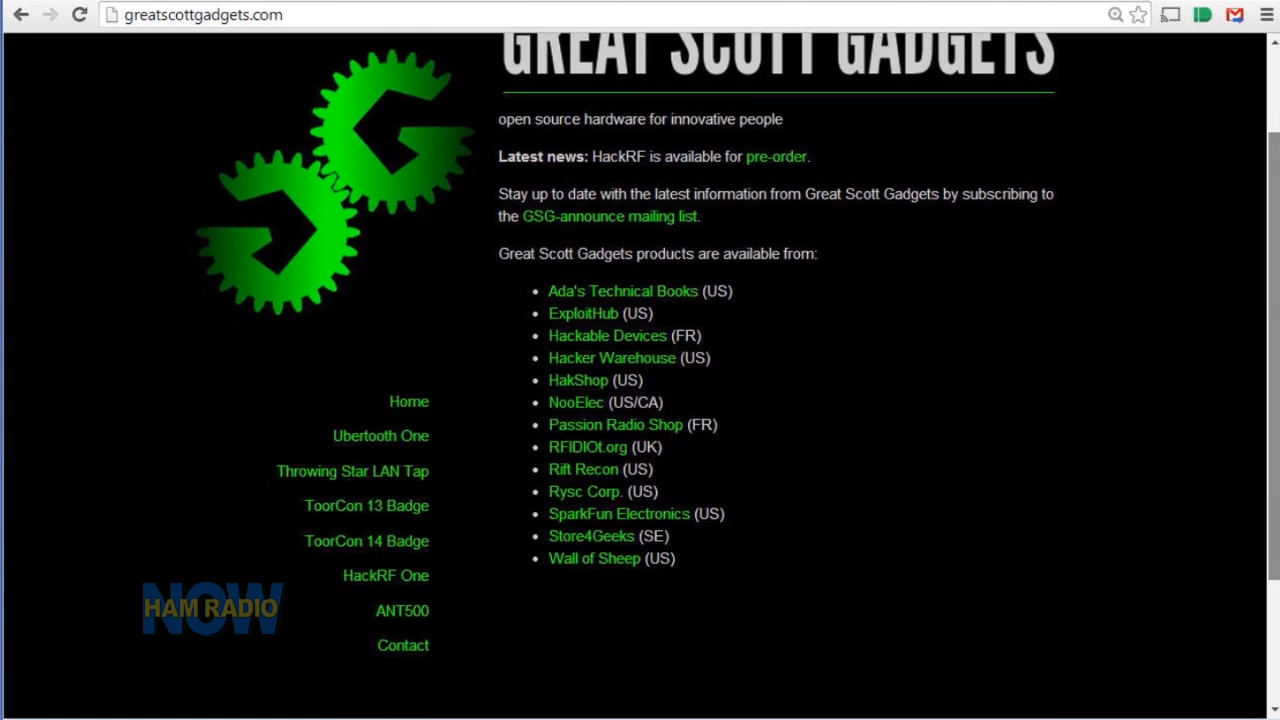 greatscottgadgets.com
GREAT SCOTT GADGETS
open source hardware for innovative people
Latest news: HackRF is available for pre-order.
Stay up to date with the latest information from Great Scott Gadgets by subscribing to
the GSG-announce mailing list.
Great Scott Gadgets products are available from:
Ada's Technical Books (US)
ExploitHub (US)
Hackable Devices (FR)
Hacker Warehouse (US)
HakShop (US)
NooElec (US/CA)
Passion Radio Shop (FR)
RFIDIOt.org (UK)
Rift Recon (US)
Rysc Corp. (US)
SparkFun Electronics (US)
Store4Geeks (SE)
Wall of Sheep (US)
Home
Ubertooth One
Throwing Star LAN Tap
ToorCon 13 Badge
ToorCon 14 Badge
HackRF One
ANT500
Contact
NOW
HAM RADIO